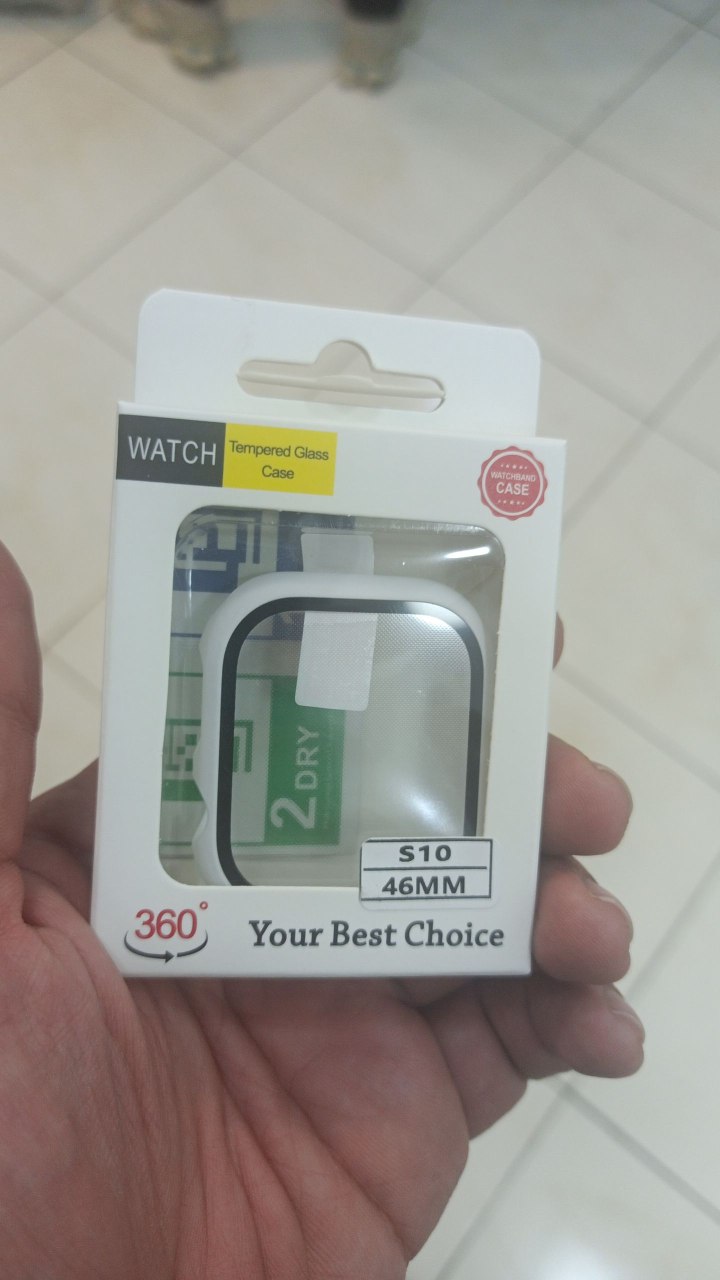 WATCH
Tempered Glass
Case
WATCHBAND
CASE
2 DRY
S10
46MM
360°
Your Best Choice